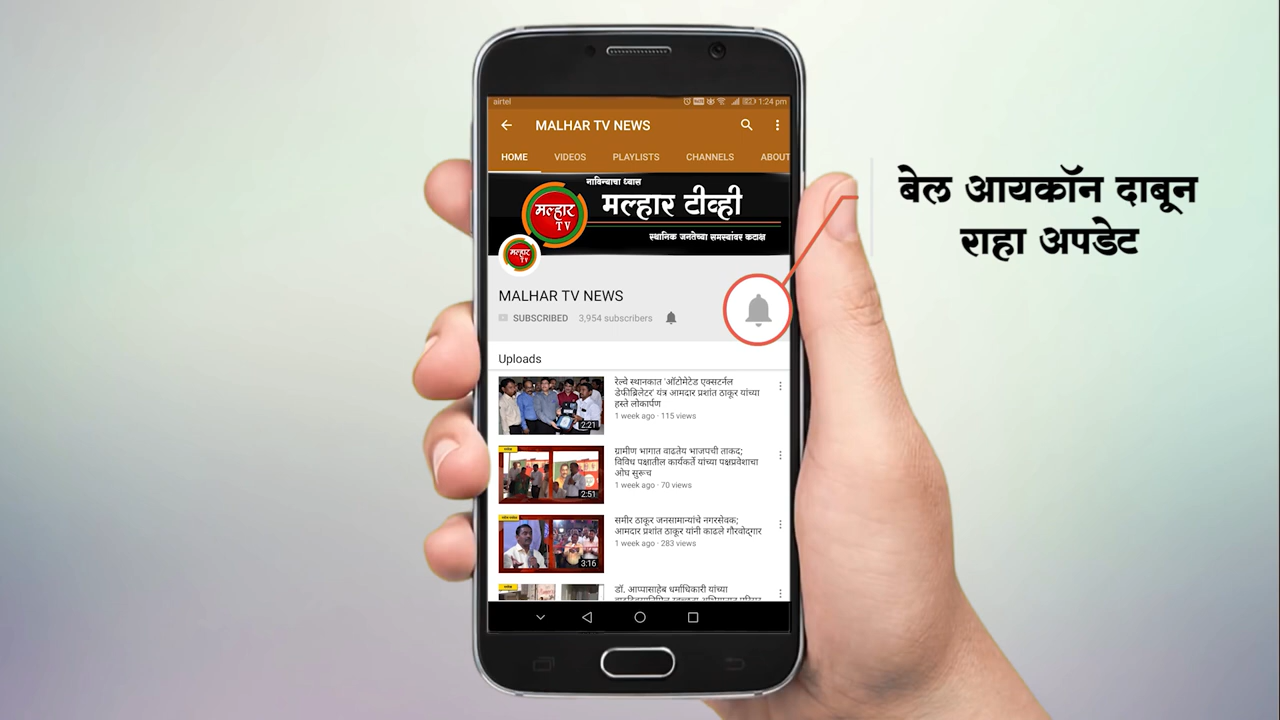 airtel 1:24 pm
MALHAR TV NEWS
HOME VIDEOS PLAYLISTS CHANNELS ABOUT
नाविन्याचा ध्यास
मल्हार टीव्ही
मल्हार
TV
स्थानिक जनतेच्या समस्यांवर कटाक्ष
मल्हार
TV
MALHAR TV NEWS
SUBSCRIBED 3,954 subscribers
बेल आयकॉन दाबून
राहा अपडेट
Uploads
रेल्वे स्थानकात 'ऑटोमेटेड एक्सटर्नल
डेफीब्रिलेटर' यंत्र आमदार प्रशांत ठाकूर यांच्या
हस्ते लोकार्पण
1 week ago · 115 views
2:21
ग्रामीण भागात वाढतेय भाजपची ताकद;
विविध पक्षातील कार्यकर्ते यांच्या पक्षप्रवेशाचा
ओघ सुरूच
1 week ago · 70 views
2:51
समीर ठाकूर जनसामान्यांचे नगरसेवक;
आमदार प्रशांत ठाकूर यांनी काढले गौरवोद्गार
1 week ago · 283 views
3:16
डॉ. आप्पासाहेब धर्माधिकारी यांच्या